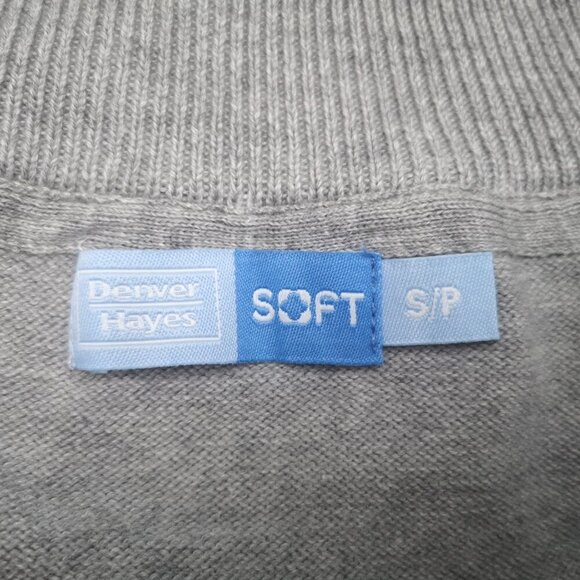 Denver
Hayes
SOFT
S/P